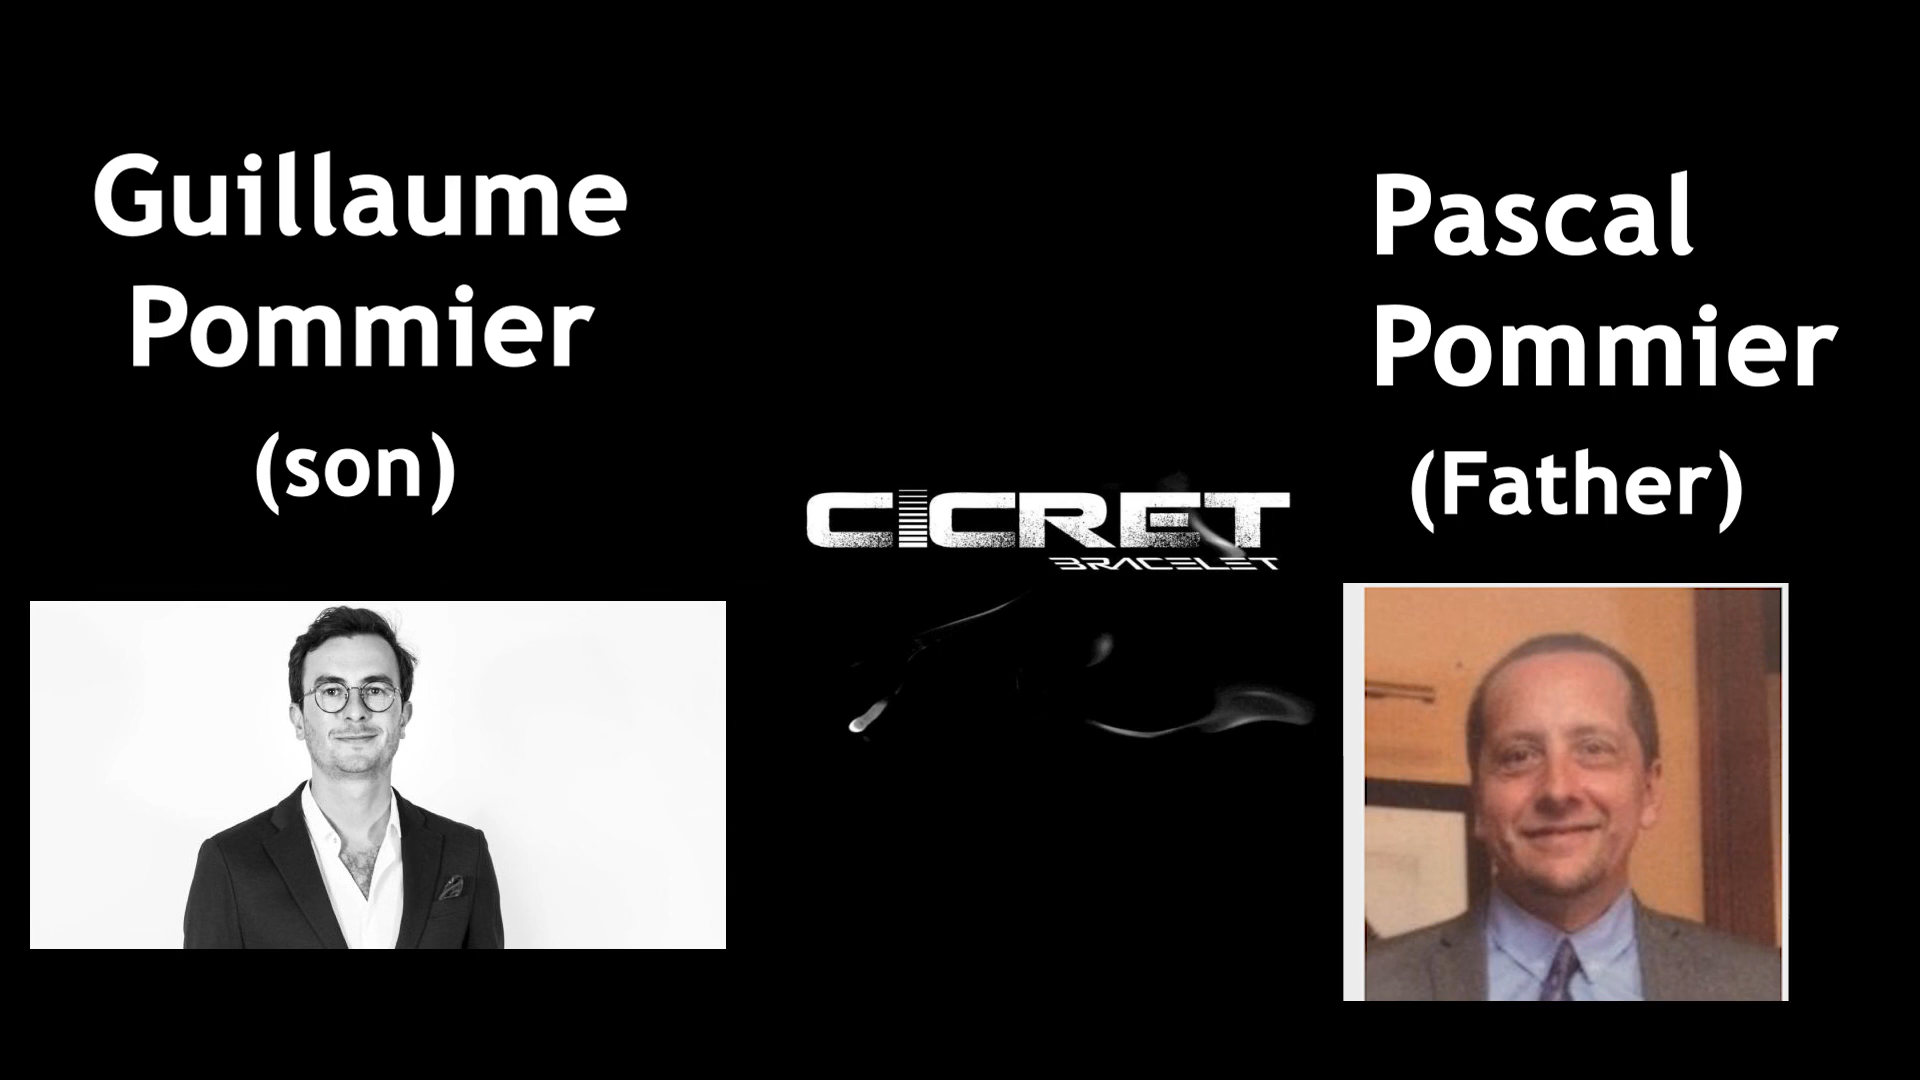 Guillaume
Pommier
(son)
CICRET
BRACELET
Pascal
Pommier
(Father)